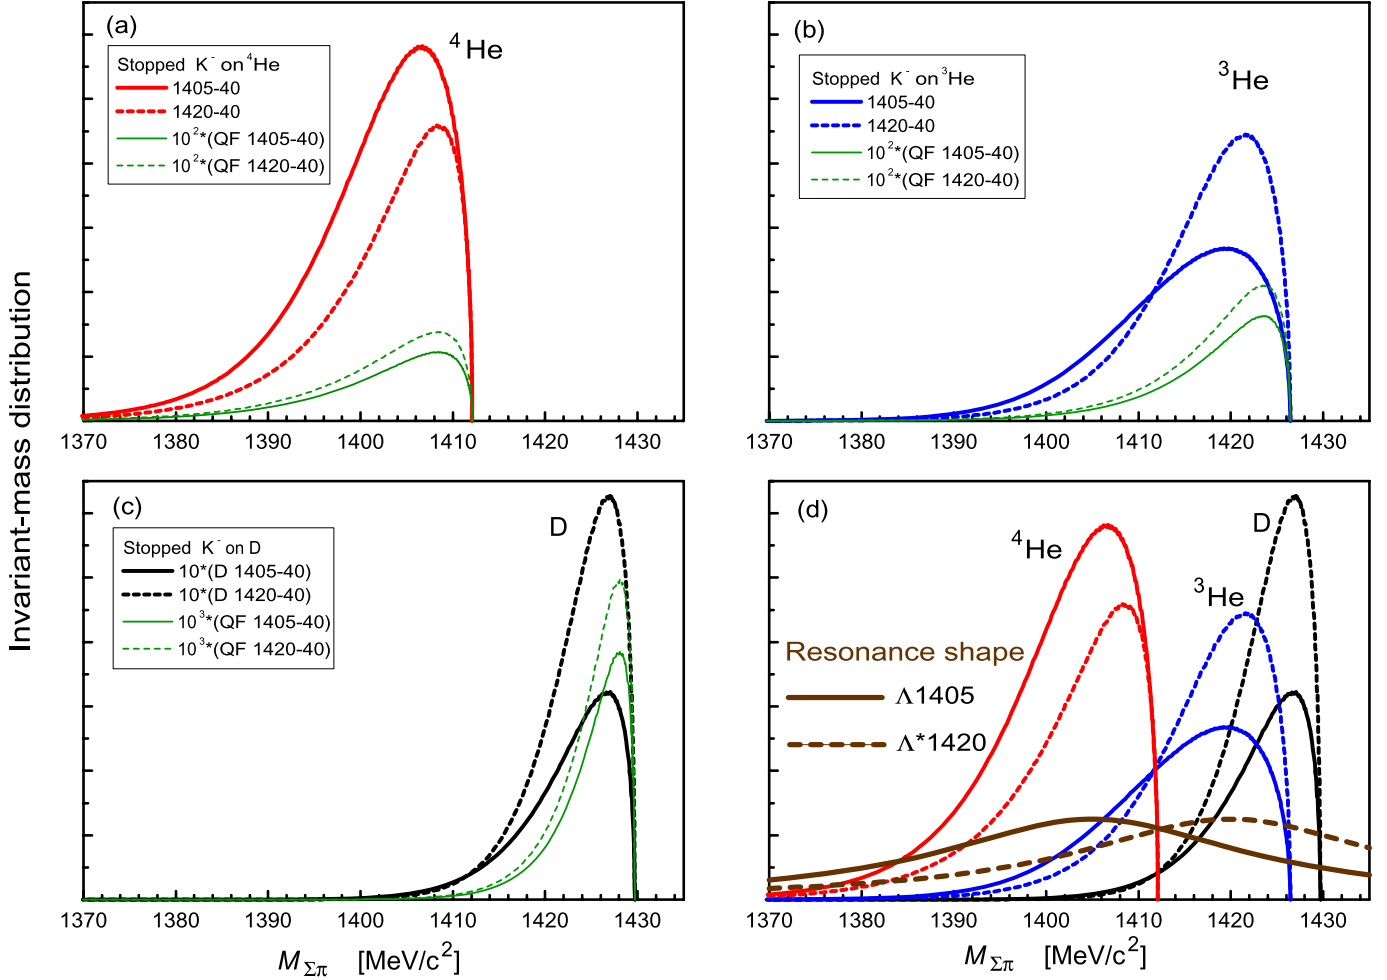 Invariant-mass distribution
(a)
⁴He
Stopped K⁻ on ⁴He
1405-40
1420-40
10²*(QF 1405-40)
10²*(QF 1420-40)
1370 1380 1390 1400 1410 1420 1430
(b)
³He
Stopped K⁻ on ³He
1405-40
1420-40
10²*(QF 1405-40)
10²*(QF 1420-40)
1370 1380 1390 1400 1410 1420 1430
(c)
D
Stopped K⁻ on D
10*(D 1405-40)
10*(D 1420-40)
10³*(QF 1405-40)
10³*(QF 1420-40)
1370 1380 1390 1400 1410 1420 1430
M_Σπ [MeV/c²]
(d)
⁴He
D
³He
Resonance shape
Λ1405
Λ*1420
1370 1380 1390 1400 1410 1420 1430
M_Σπ [MeV/c²]